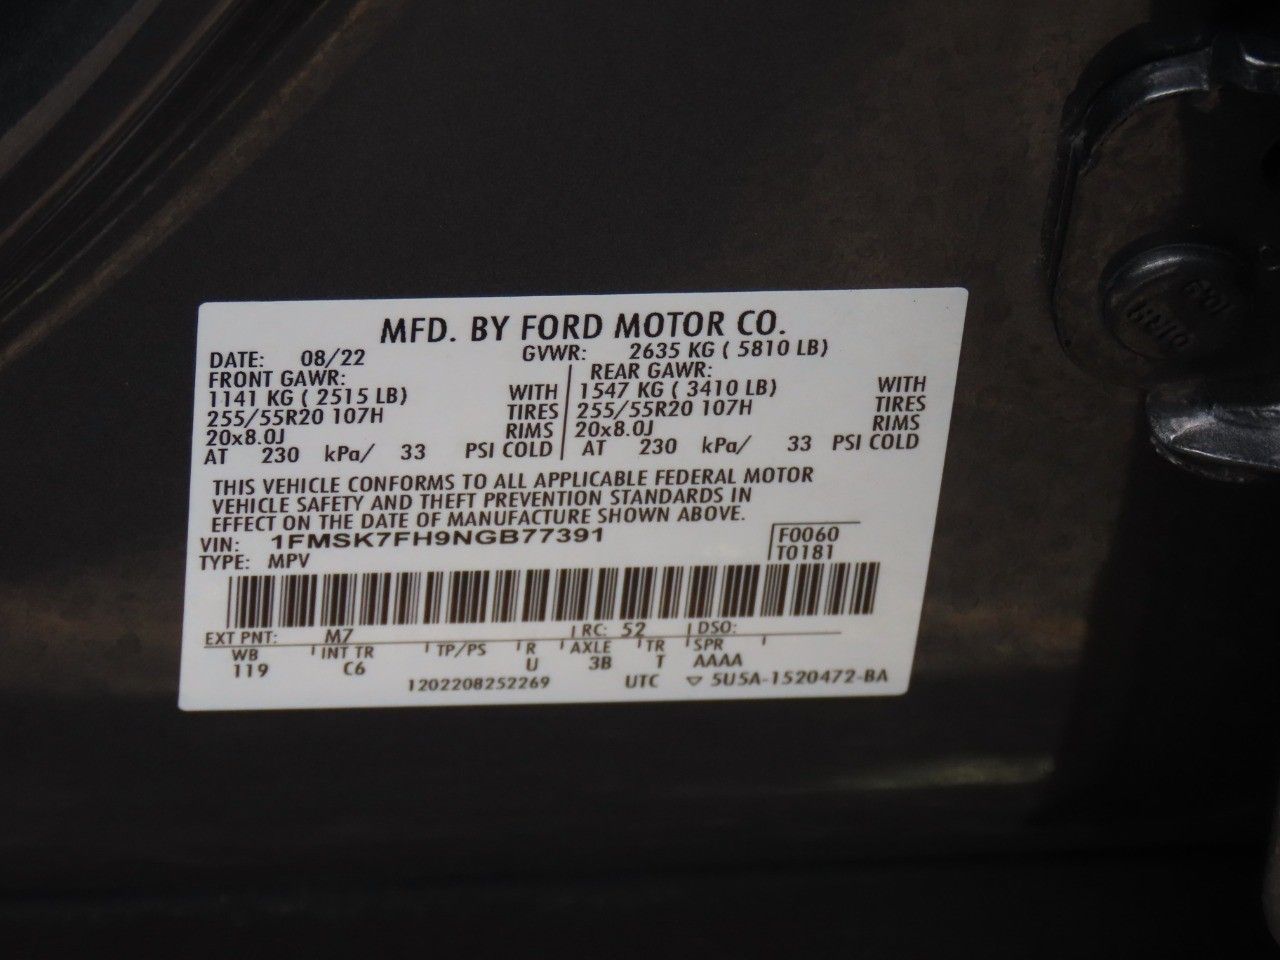 MFD. BY FORD MOTOR CO.
DATE: 08/22 GVWR: 2635 KG ( 5810 LB)
FRONT GAWR: REAR GAWR:
1141 KG ( 2515 LB) WITH 1547 KG ( 3410 LB) WITH
255/55R20 107H TIRES 255/55R20 107H TIRES
20x8.0J RIMS 20x8.0J RIMS
AT 230 kPa/ 33 PSI COLD AT 230 kPa/ 33 PSI COLD
THIS VEHICLE CONFORMS TO ALL APPLICABLE FEDERAL MOTOR
VEHICLE SAFETY AND THEFT PREVENTION STANDARDS IN
EFFECT ON THE DATE OF MANUFACTURE SHOWN ABOVE.
VIN: 1FMSK7FH9NGB77391 F0060
TYPE: MPV T0181
EXT PNT: M7 RC: 52 DSO:
WB INT TR TP/PS R AXLE TR SPR
119 C6 U 3B T AAAA
1202208252269 UTC ▽ 5U5A-1520472-BA